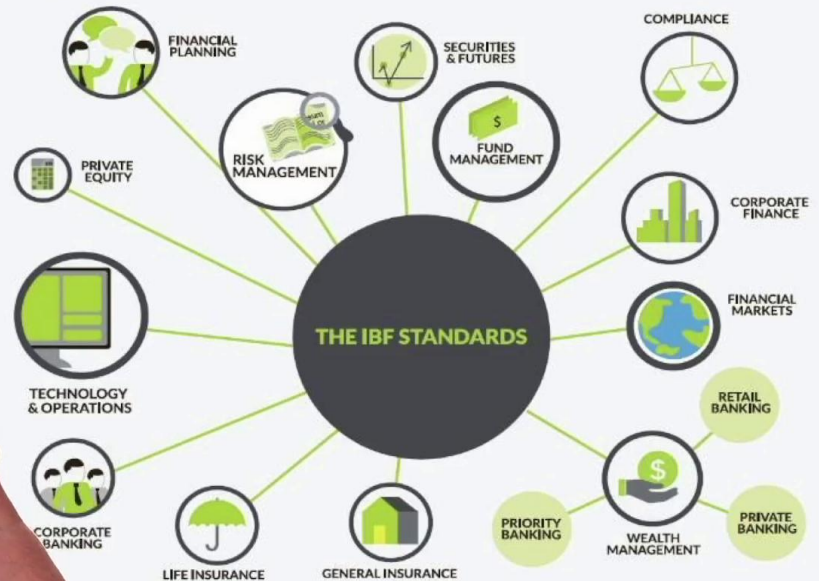 FINANCIAL
PLANNING
SECURITIES
& FUTURES
COMPLIANCE
RISK
MANAGEMENT
$
FUND
MANAGEMENT
PRIVATE
EQUITY
CORPORATE
FINANCE
THE IBF STANDARDS
FINANCIAL
MARKETS
TECHNOLOGY
& OPERATIONS
RETAIL
BANKING
$
CORPORATE
BANKING
LIFE INSURANCE
GENERAL INSURANCE
PRIORITY
BANKING
WEALTH
MANAGEMENT
PRIVATE
BANKING